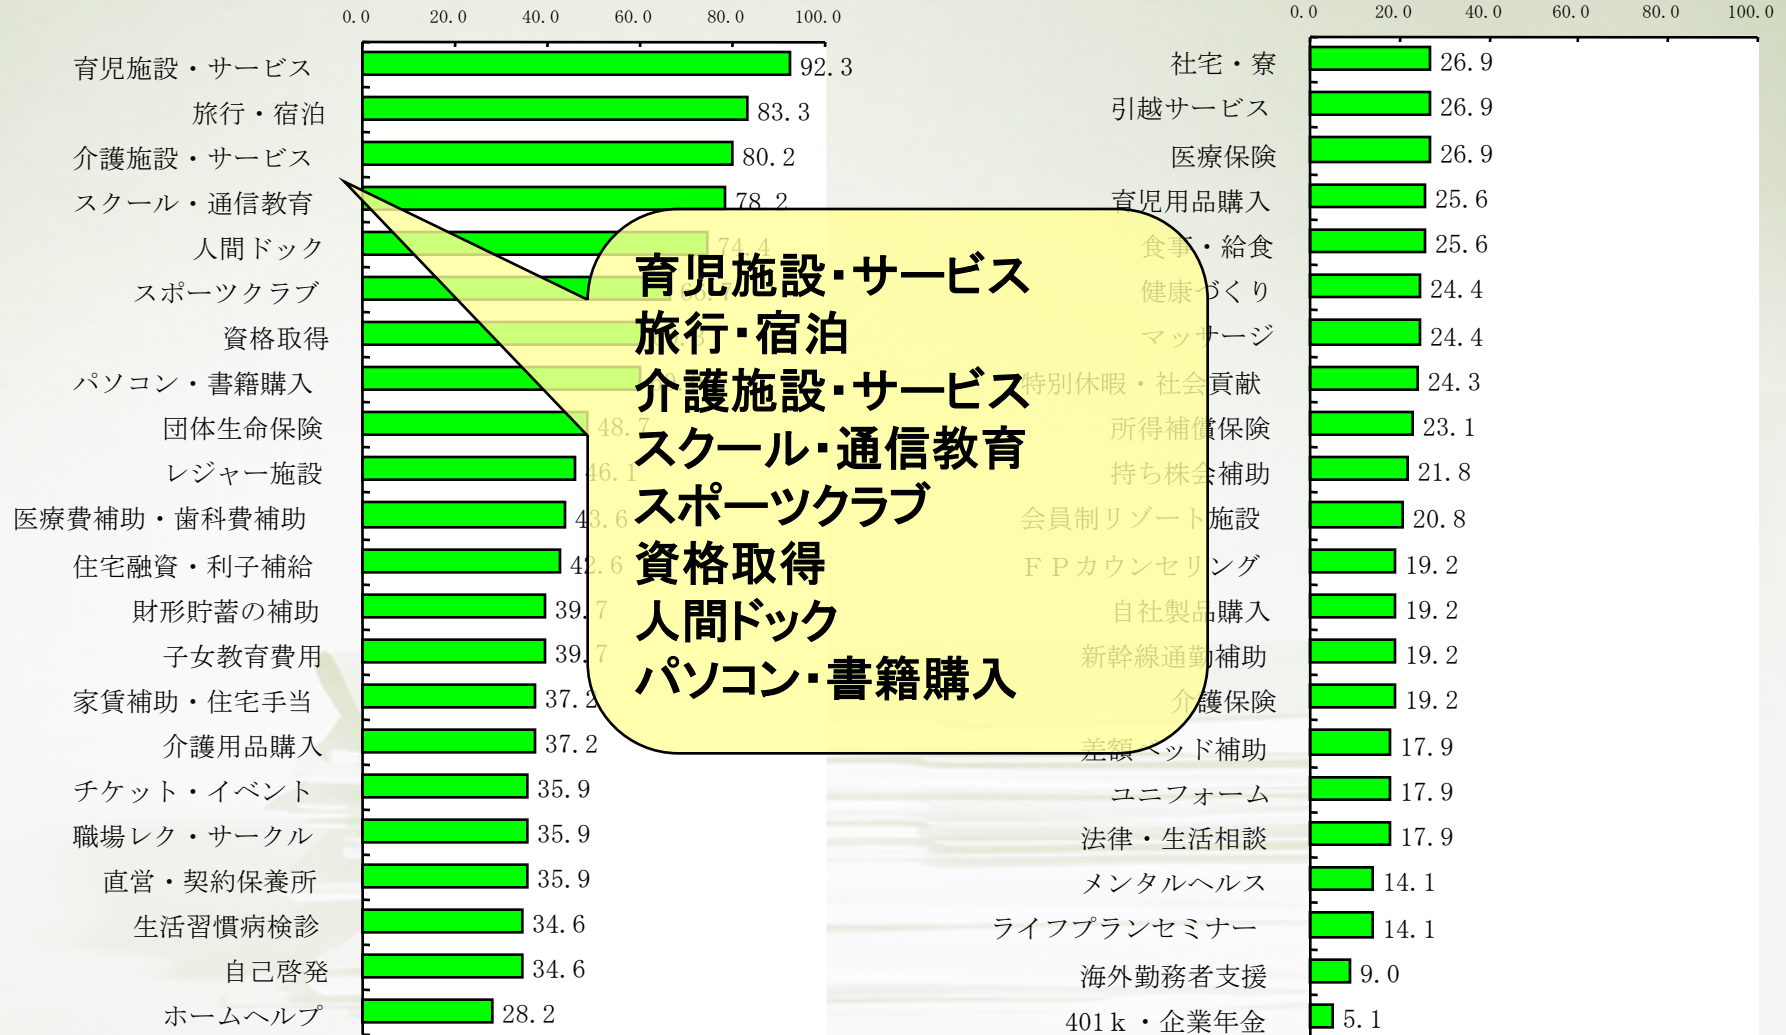 0.0 20.0 40.0 60.0 80.0 100.0
育児施設・サービス 92.3
旅行・宿泊 83.3
介護施設・サービス 80.2
スクール・通信教育 78.2
人間ドック 74.4
スポーツクラブ
資格取得
パソコン・書籍購入
団体生命保険 48.7
レジャー施設 46.1
医療費補助・歯科費補助 43.6
住宅融資・利子補給 42.6
財形貯蓄の補助 39.7
子女教育費用 39.7
家賃補助・住宅手当 37.2
介護用品購入 37.2
チケット・イベント 35.9
職場レク・サークル 35.9
直営・契約保養所 35.9
生活習慣病検診 34.6
自己啓発 34.6
ホームヘルプ 28.2
育児施設・サービス
旅行・宿泊
介護施設・サービス
スクール・通信教育
スポーツクラブ
資格取得
人間ドック
パソコン・書籍購入
0.0 20.0 40.0 60.0 80.0 100.0
社宅・寮 26.9
引越サービス 26.9
医療保険 26.9
育児用品購入 25.6
食事・給食 25.6
健康づくり 24.4
マッサージ 24.4
特別休暇・社会貢献 24.3
所得補償保険 23.1
持ち株会補助 21.8
会員制リゾート施設 20.8
ＦＰカウンセリング 19.2
自社製品購入 19.2
新幹線通勤補助 19.2
介護保険 19.2
差額ベッド補助 17.9
ユニフォーム 17.9
法律・生活相談 17.9
メンタルヘルス 14.1
ライフプランセミナー 14.1
海外勤務者支援 9.0
401ｋ・企業年金 5.1